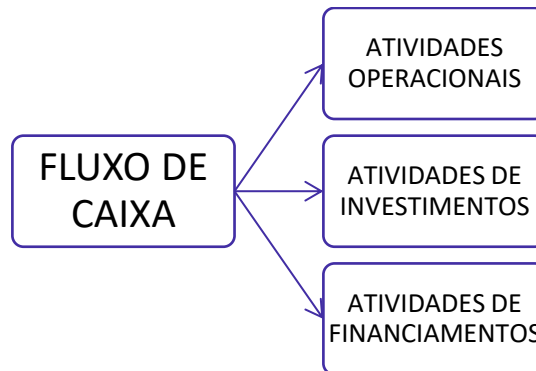 FLUXO DE
CAIXA
ATIVIDADES
OPERACIONAIS
ATIVIDADES DE
INVESTIMENTOS
ATIVIDADES DE
FINANCIAMENTOS